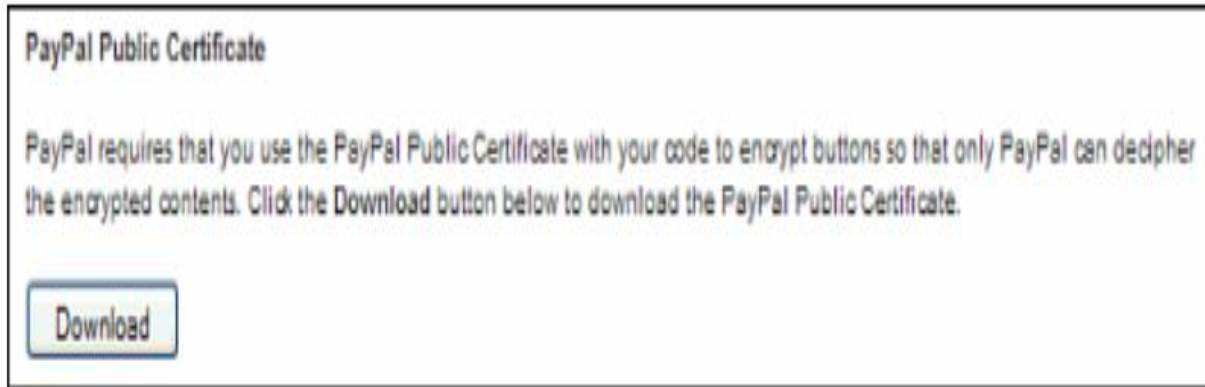 PayPal Public Certificate
PayPal requires that you use the PayPal Public Certificate with your code to encrypt buttons so that only PayPal can decipher
the encrypted contents. Click the Download button below to download the PayPal Public Certificate.
Download